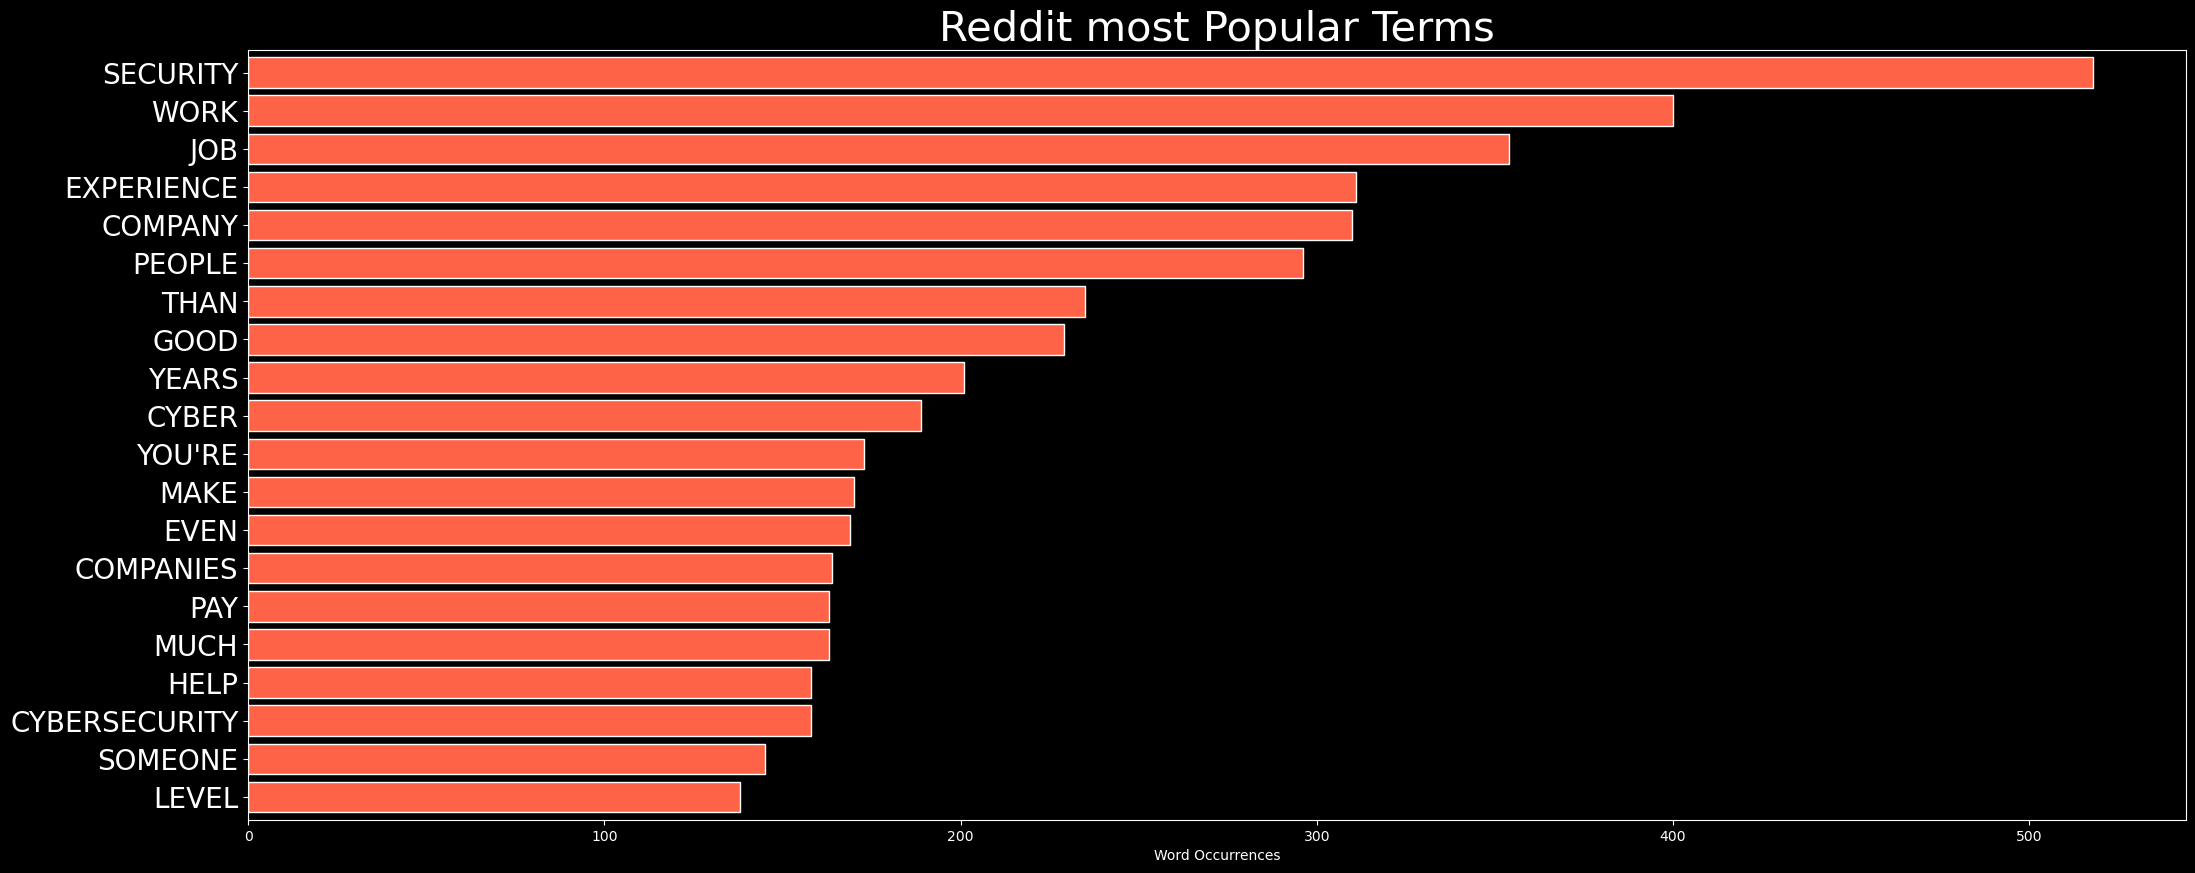 Reddit most Popular Terms
SECURITY
WORK
JOB
EXPERIENCE
COMPANY
PEOPLE
THAN
GOOD
YEARS
CYBER
YOU'RE
MAKE
EVEN
COMPANIES
PAY
MUCH
HELP
CYBERSECURITY
SOMEONE
LEVEL
0 100 200 300 400 500
Word Occurrences